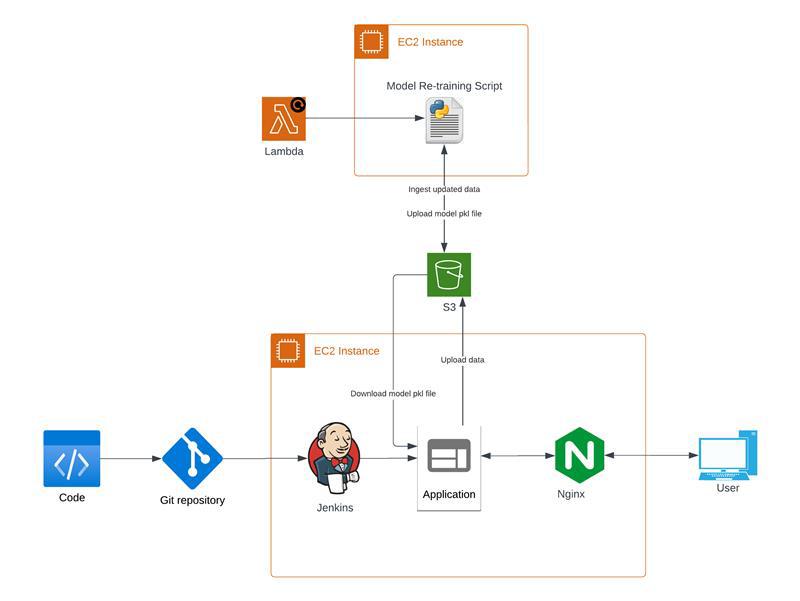 EC2 Instance
Model Re-training Script
Lambda
Ingest updated data
Upload model pkl file
S3
EC2 Instance
Upload data
Download model pkl file
Code
Git repository
Jenkins
Application
N
Nginx
User